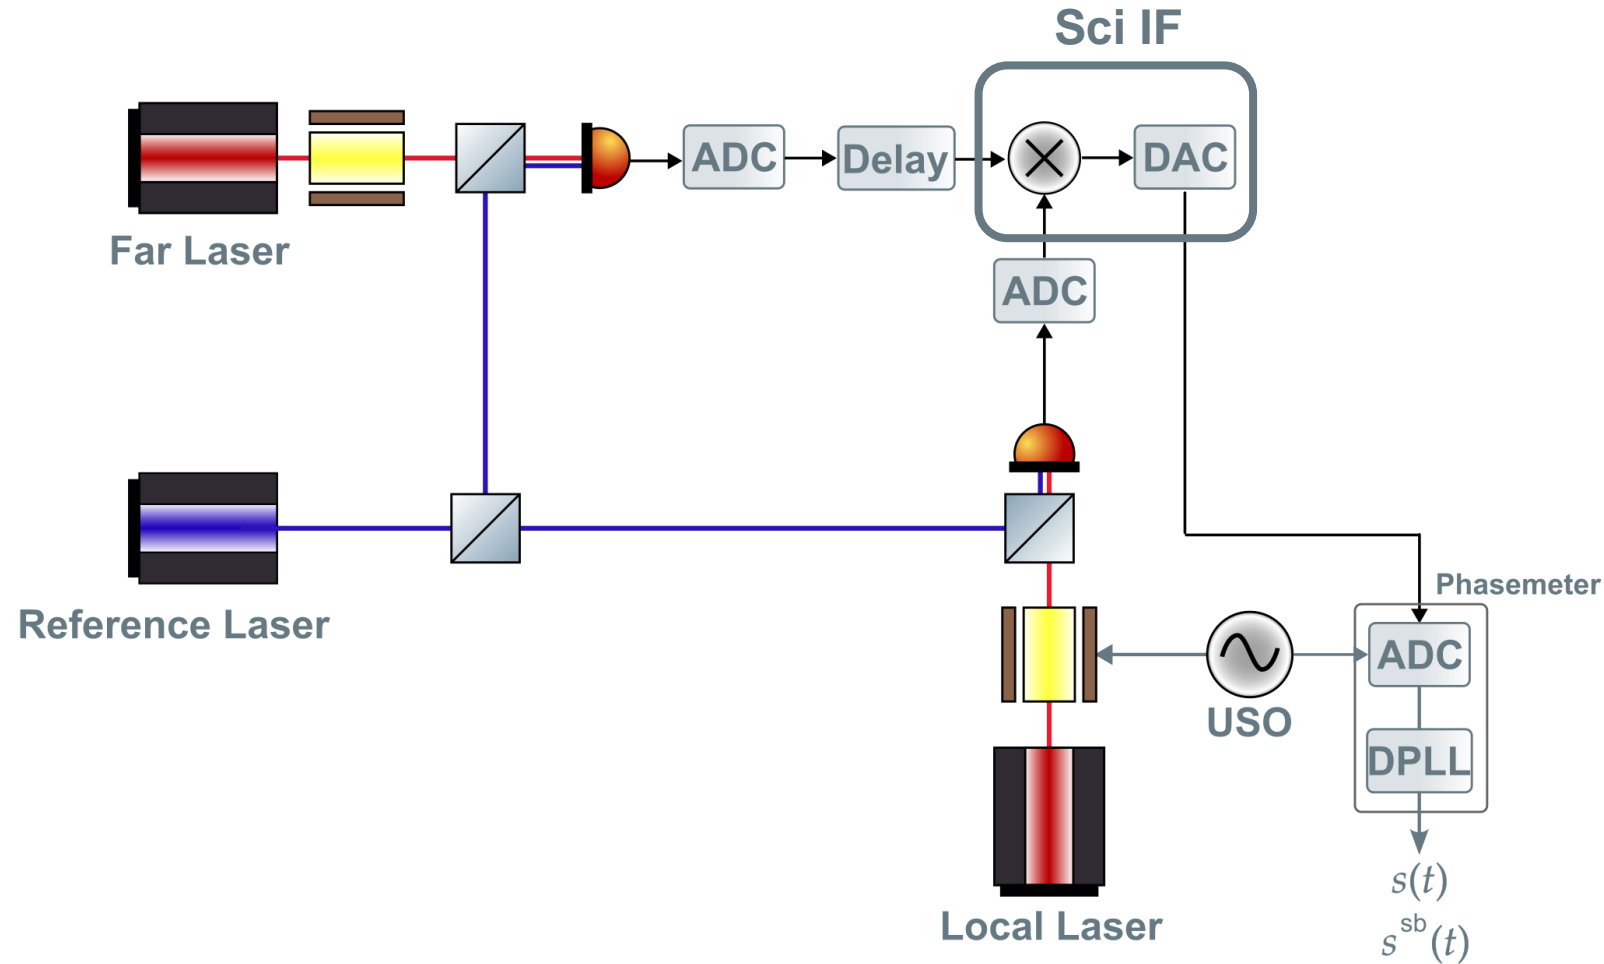 Sci IF
ADC
Delay
DAC
Far Laser
ADC
Phasemeter
Reference Laser
ADC
USO
DPLL
s(t)
Local Laser
s^sb(t)